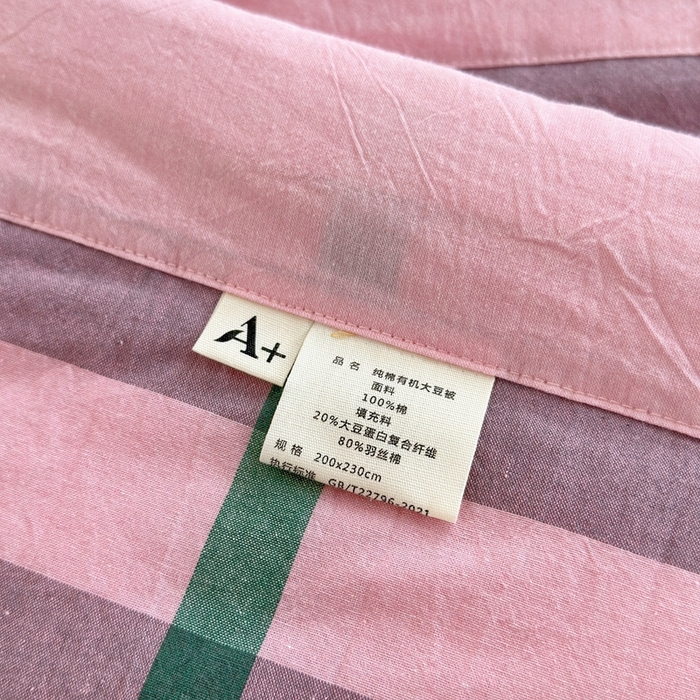 A+
品 名 纯棉有机大豆被
面料
100%棉
填充料
20%大豆蛋白复合纤维
80%羽丝棉
规 格 200x230cm
执行标准 GB/T22796-2021